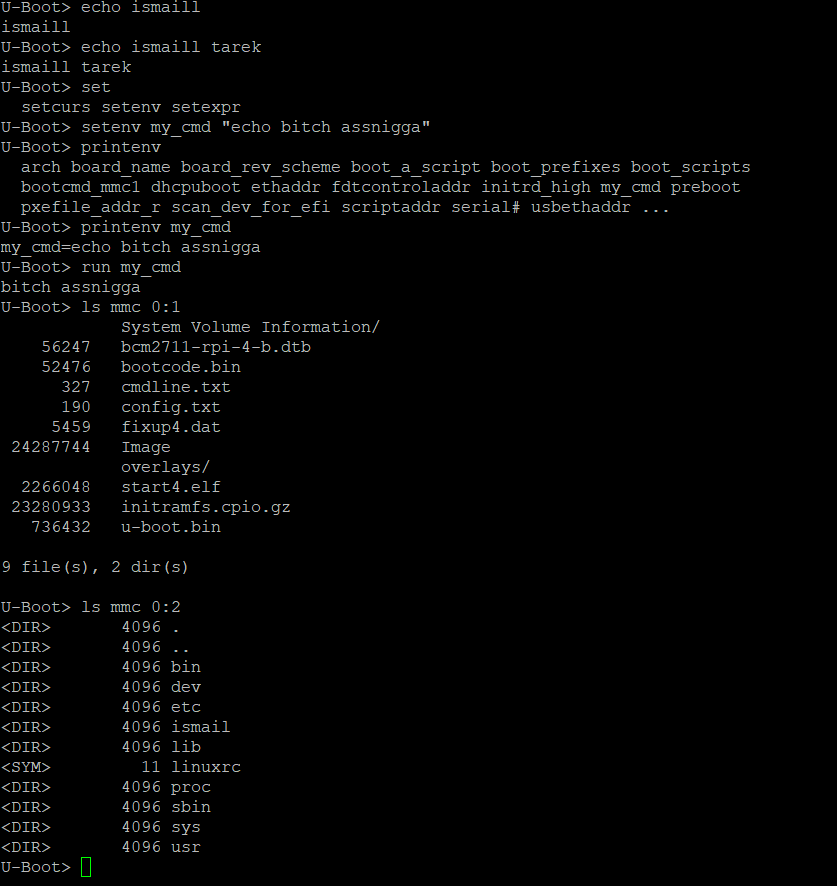 U-Boot> echo ismaill
ismaill
U-Boot> echo ismaill tarek
ismaill tarek
U-Boot> set
  setcurs setenv setexpr
U-Boot> setenv my_cmd "echo bitch assnigga"
U-Boot> printenv
  arch board_name board_rev_scheme boot_a_script boot_prefixes boot_scripts
  bootcmd_mmc1 dhcpuboot ethaddr fdtcontroladdr initrd_high my_cmd preboot
  pxefile_addr_r scan_dev_for_efi scriptaddr serial# usbethaddr ...
U-Boot> printenv my_cmd
my_cmd=echo bitch assnigga
U-Boot> run my_cmd
bitch assnigga
U-Boot> ls mmc 0:1
            System Volume Information/
    56247   bcm2711-rpi-4-b.dtb
    52476   bootcode.bin
      327   cmdline.txt
      190   config.txt
     5459   fixup4.dat
 24287744   Image
            overlays/
  2266048   start4.elf
 23280933   initramfs.cpio.gz
   736432   u-boot.bin
9 file(s), 2 dir(s)
U-Boot> ls mmc 0:2
<DIR>       4096 .
<DIR>       4096 ..
<DIR>       4096 bin
<DIR>       4096 dev
<DIR>       4096 etc
<DIR>       4096 ismail
<DIR>       4096 lib
<SYM>         11 linuxrc
<DIR>       4096 proc
<DIR>       4096 sbin
<DIR>       4096 sys
<DIR>       4096 usr
U-Boot>